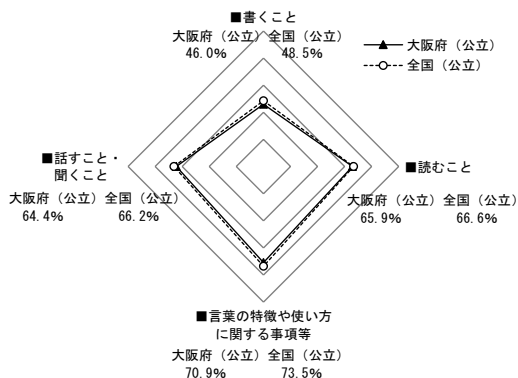 ■書くこと
大阪府（公立） 全国（公立）
46.0% 48.5%
大阪府（公立）
全国（公立）
■話すこと・
聞くこと
大阪府（公立） 全国（公立）
64.4% 66.2%
■読むこと
大阪府（公立） 全国（公立）
65.9% 66.6%
■言葉の特徴や使い方
に関する事項等
大阪府（公立） 全国（公立）
70.9% 73.5%